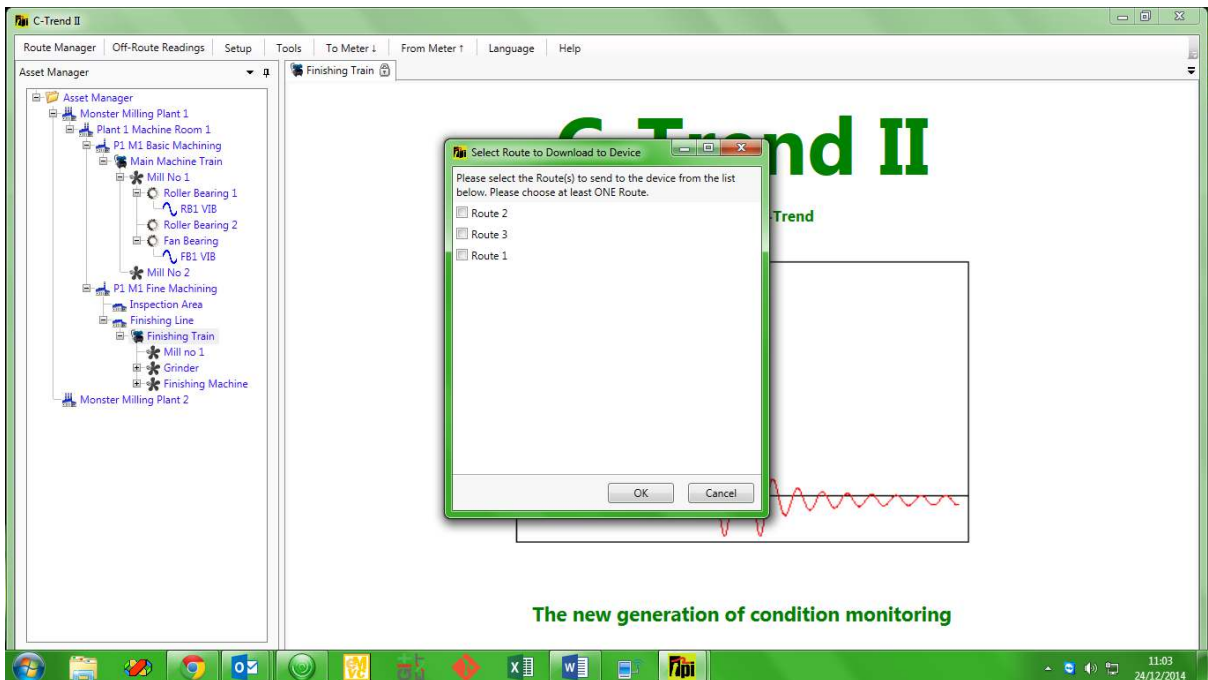 C-Trend II
Route Manager Off-Route Readings Setup Tools To Meter ↓ From Meter ↑ Language Help
Asset Manager
Finishing Train
Asset Manager
Monster Milling Plant 1
Plant 1 Machine Room 1
P1 M1 Basic Machining
Main Machine Train
Mill No 1
Roller Bearing 1
RB1 VIB
Roller Bearing 2
Fan Bearing
FB1 VIB
Mill No 2
P1 M1 Fine Machining
Inspection Area
Finishing Line
Finishing Train
Mill no 1
Grinder
Finishing Machine
Monster Milling Plant 2
C-Trend II
-Trend
Select Route to Download to Device
Please select the Route(s) to send to the device from the list
below. Please choose at least ONE Route.
Route 2
Route 3
Route 1
OK Cancel
The new generation of condition monitoring
11:03
24/12/2014